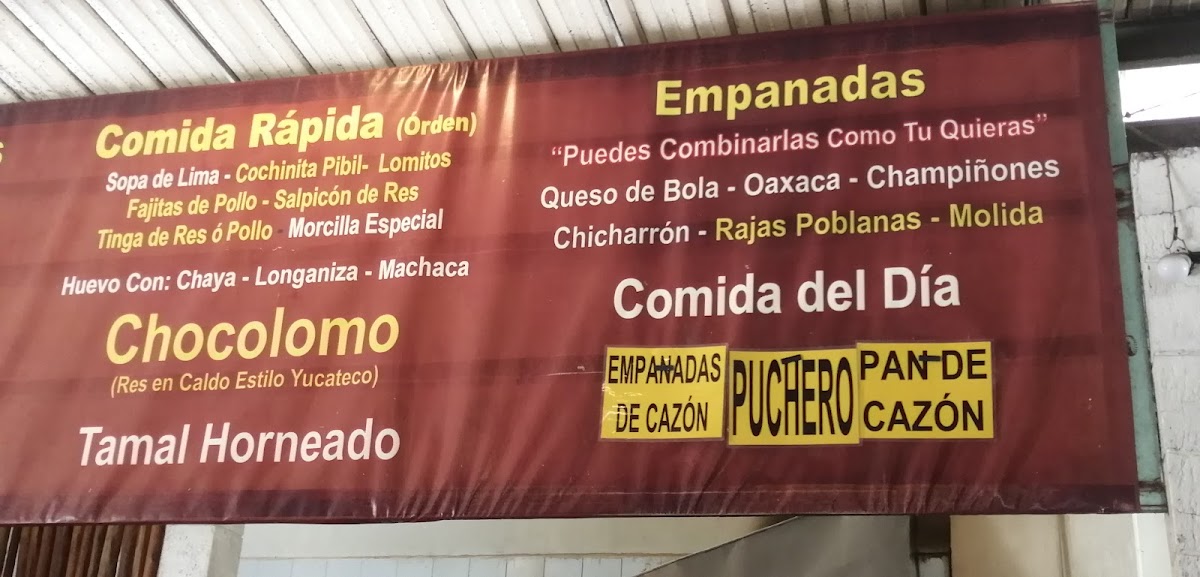 Comida Rápida (Órden)
Sopa de Lima - Cochinita Pibil- Lomitos
Fajitas de Pollo - Salpicón de Res
Tinga de Res ó Pollo - Morcilla Especial
Huevo Con: Chaya - Longaniza - Machaca
Chocolomo
(Res en Caldo Estilo Yucateco)
Tamal Horneado
Empanadas
“Puedes Combinarlas Como Tu Quieras”
Queso de Bola - Oaxaca - Champiñones
Chicharrón - Rajas Poblanas - Molida
Comida del Día
EMPANADAS
DE CAZÓN
PUCHERO
PAN DE
CAZÓN